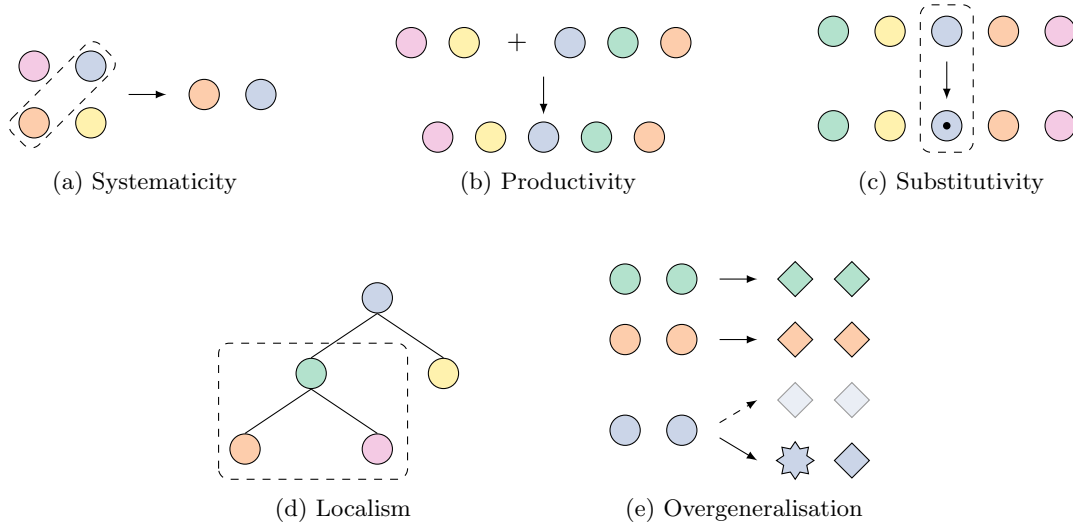 +
(a) Systematicity
(b) Productivity
(c) Substitutivity
(d) Localism
(e) Overgeneralisation